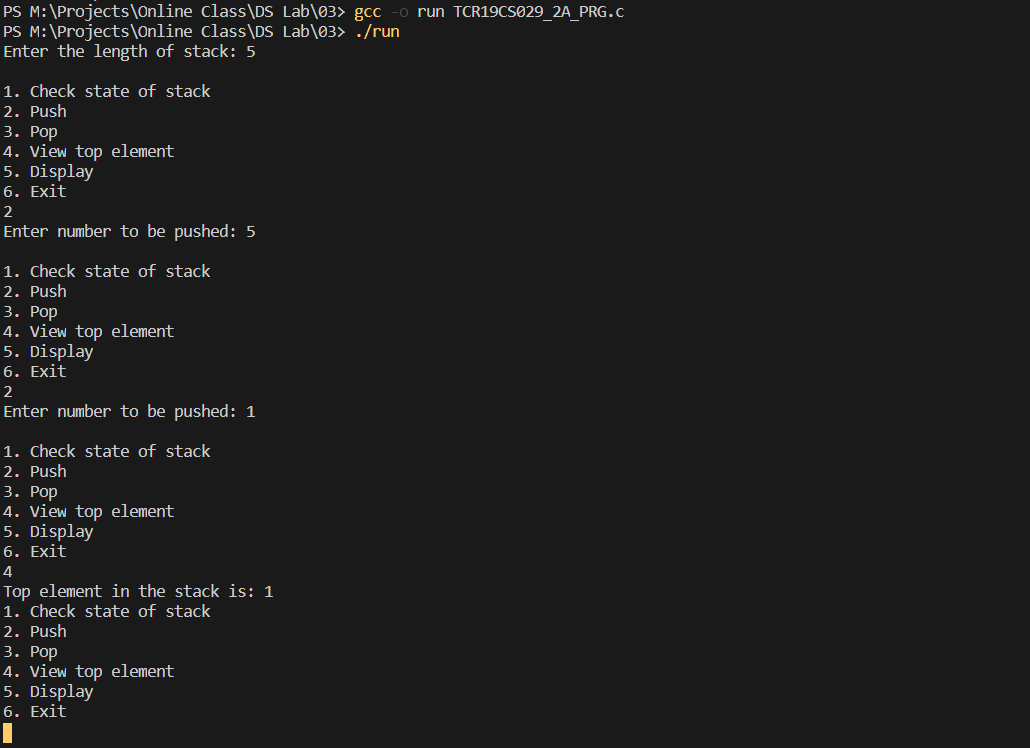 PS M:\Projects\Online Class\DS Lab\03> gcc -o run TCR19CS029_2A_PRG.c
PS M:\Projects\Online Class\DS Lab\03> ./run
Enter the length of stack: 5

1. Check state of stack
2. Push
3. Pop
4. View top element
5. Display
6. Exit
2
Enter number to be pushed: 5

1. Check state of stack
2. Push
3. Pop
4. View top element
5. Display
6. Exit
2
Enter number to be pushed: 1

1. Check state of stack
2. Push
3. Pop
4. View top element
5. Display
6. Exit
4
Top element in the stack is: 1
1. Check state of stack
2. Push
3. Pop
4. View top element
5. Display
6. Exit